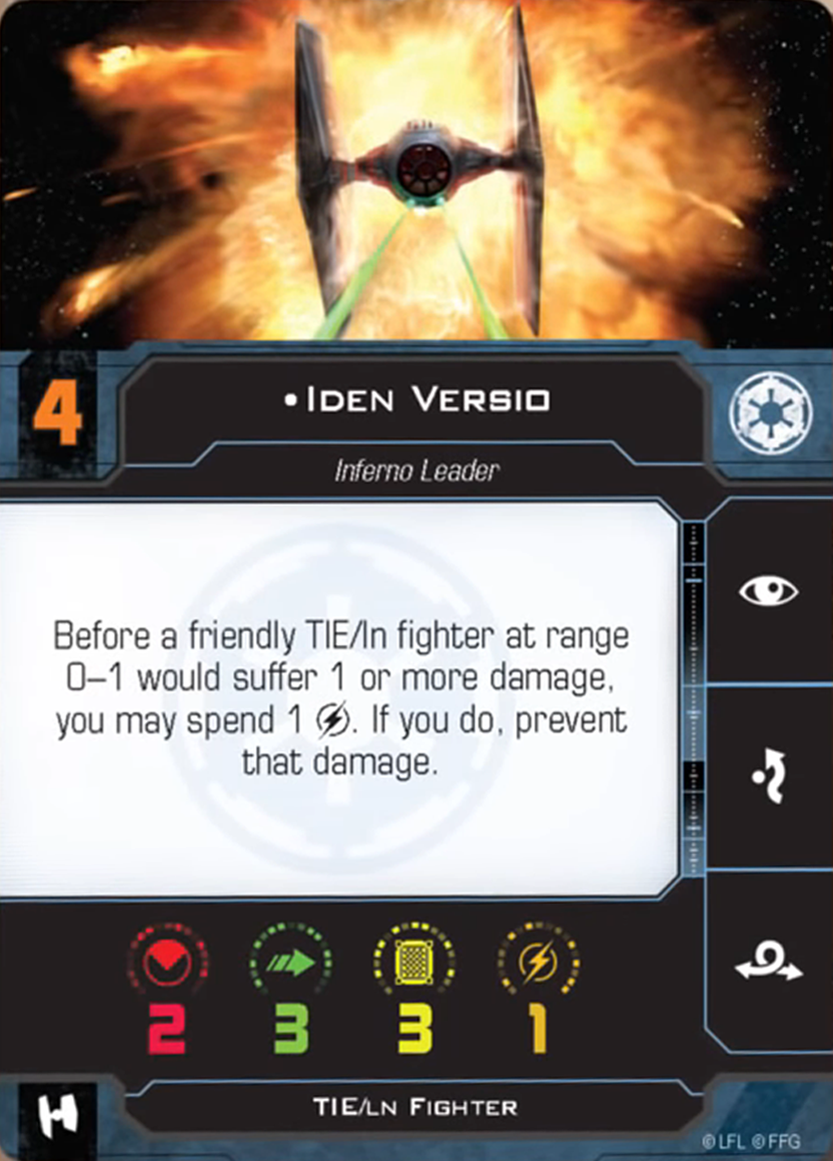 4
•Iden Versio
Inferno Leader
Before a friendly TIE/ln fighter at range
0–1 would suffer 1 or more damage,
you may spend 1 . If you do, prevent
that damage.
2 3 3 1
TIE/ln Fighter
©LFL ©FFG